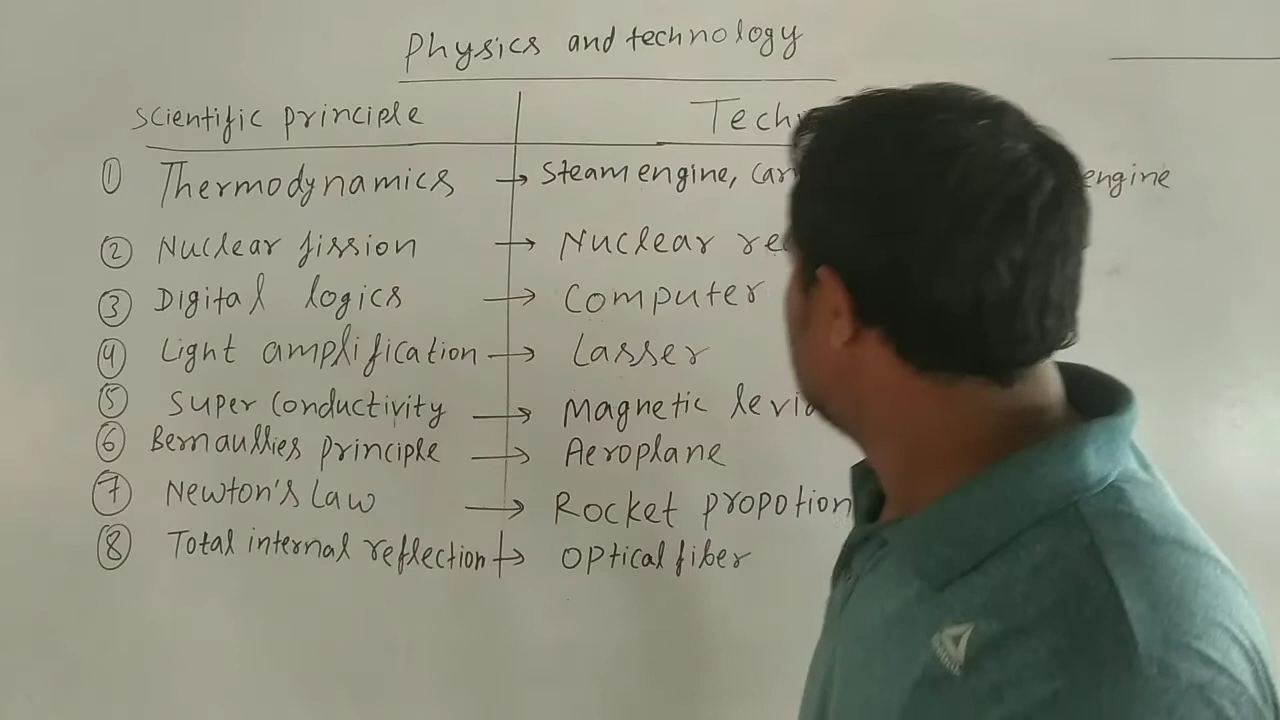 Physics and technology
Scientific principle Tech
① Thermodynamics → Steam engine, car engine
② Nuclear fission → Nuclear re
③ Digital logics → Computer
④ Light amplification → Lasser
⑤ Super conductivity → Magnetic levi
⑥ Bernaullies principle → Aeroplane
⑦ Newton's Law → Rocket propotion
⑧ Total internal reflection → Optical fiber